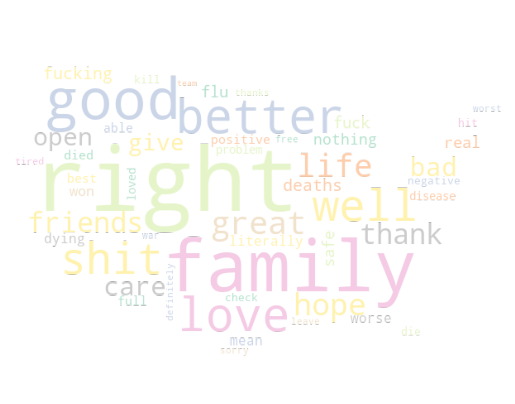 team
fucking
kill
good
flu
thanks
better
worst
able
fuck
hit
open
give
positive
free
nothing
real
problem
died
right
life
bad
tired
loved
best
won
deaths
negative
disease
well
friends
great
thank
dying
war
literally
safe
shit
family
care
definitely
full
love
check
hope
leave
worse
die
mean
sorry